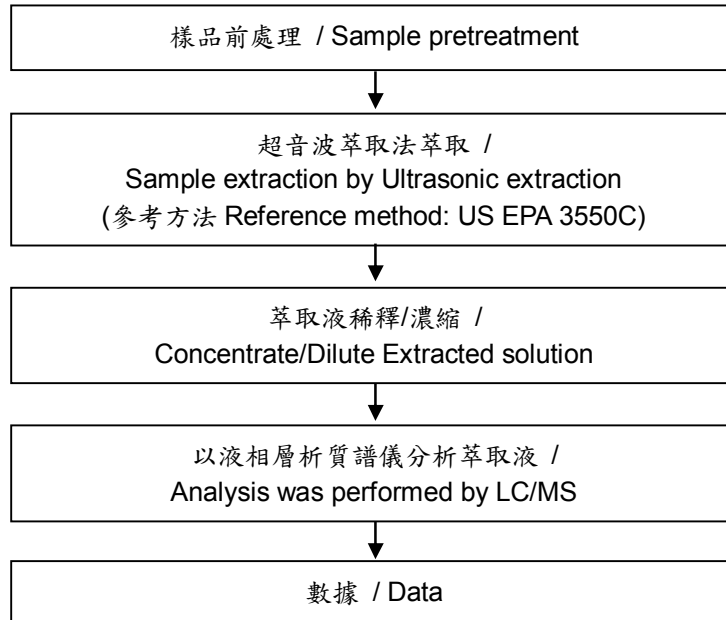 樣品前處理 / Sample pretreatment
超音波萃取法萃取 /
Sample extraction by Ultrasonic extraction
(參考方法 Reference method: US EPA 3550C)
萃取液稀釋/濃縮 /
Concentrate/Dilute Extracted solution
以液相層析質譜儀分析萃取液 /
Analysis was performed by LC/MS
數據 / Data